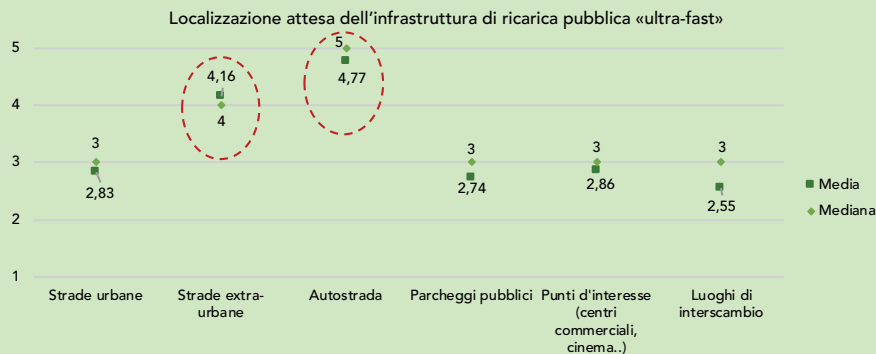 Localizzazione attesa dell'infrastruttura di ricarica pubblica «ultra-fast»
5
4
3
2
1
3
2,83
4,16
4
5
4,77
3
2,74
3
2,86
3
2,55
Media
Mediana
Strade urbane
Strade extra-
urbane
Autostrada
Parcheggi pubblici
Punti d'interesse
(centri
commerciali,
cinema..)
Luoghi di
interscambio